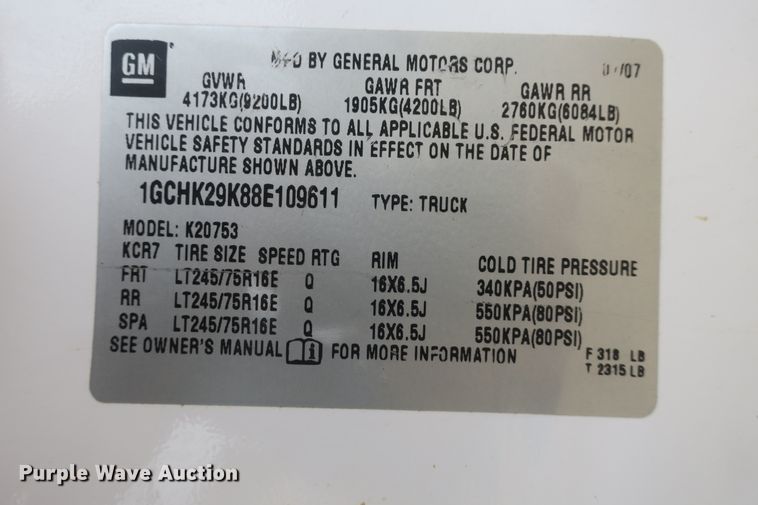 GM
MFD BY GENERAL MOTORS CORP.
GVWR GAWR FRT GAWR RR
4173KG(9200LB) 1905KG(4200LB) 2760KG(6084LB)
THIS VEHICLE CONFORMS TO ALL APPLICABLE U.S. FEDERAL MOTOR
VEHICLE SAFETY STANDARDS IN EFFECT ON THE DATE OF
MANUFACTURE SHOWN ABOVE.
1GCHK29K88E109611 TYPE: TRUCK
MODEL: K20753
KCR7 TIRE SIZE SPEED RTG RIM COLD TIRE PRESSURE
FRT LT245/75R16E Q 16X6.5J 340KPA(50PSI)
RR LT245/75R16E Q 16X6.5J 550KPA(80PSI)
SPA LT245/75R16E Q 16X6.5J 550KPA(80PSI)
SEE OWNER'S MANUAL i FOR MORE INFORMATION
F 318 LB
T 2315 LB
Purple Wave Auction